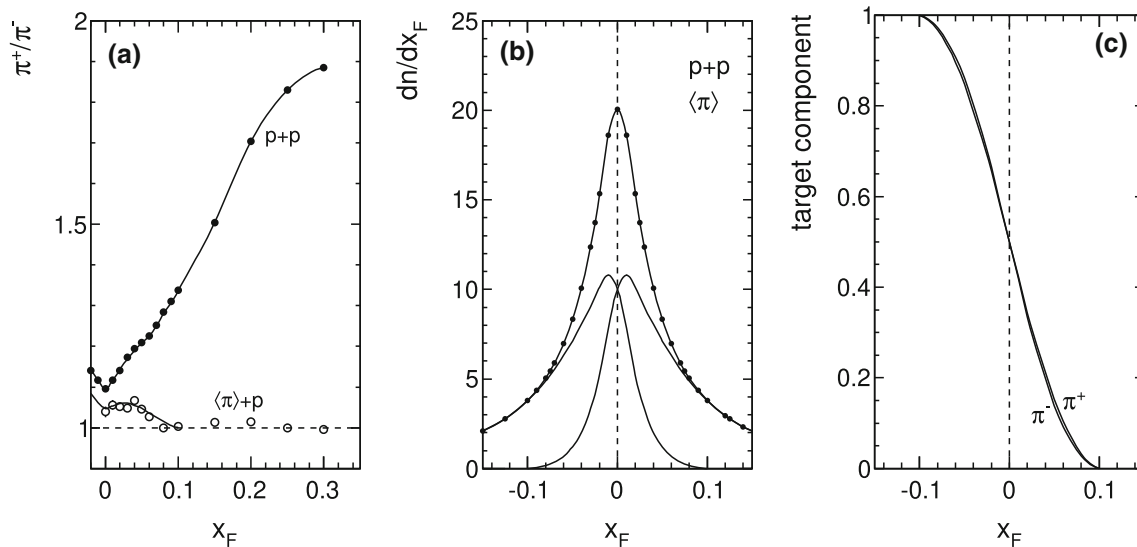 π⁺/π⁻
(a)
2
1.5
1
p+p
⟨π⟩+p
0
0.1
0.2
0.3
x_F
dn/dx_F
(b)
25
20
15
10
5
0
p+p
⟨π⟩
-0.1
0
0.1
x_F
target component
(c)
1
0.8
0.6
0.4
0.2
0
π⁻
π⁺
-0.1
0
0.1
x_F